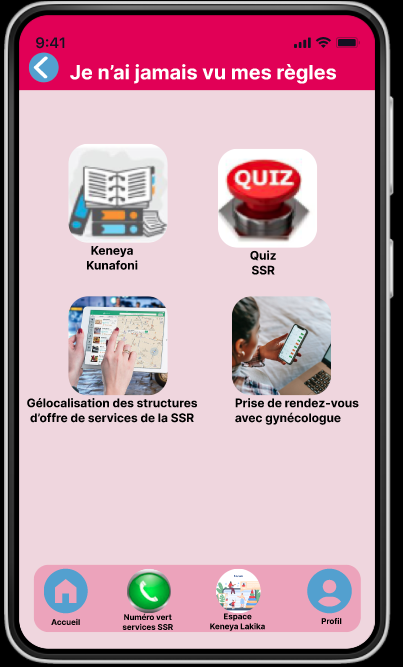 9:41
Je n'ai jamais vu mes règles
QUIZ
Keneya
Kunafoni
Quiz
SSR
Gélocalisation des structures
d'offre de services de la SSR
Prise de rendez-vous
avec gynécologue
Accueil
Numéro vert
services SSR
Espace
Keneya Lakika
Profil